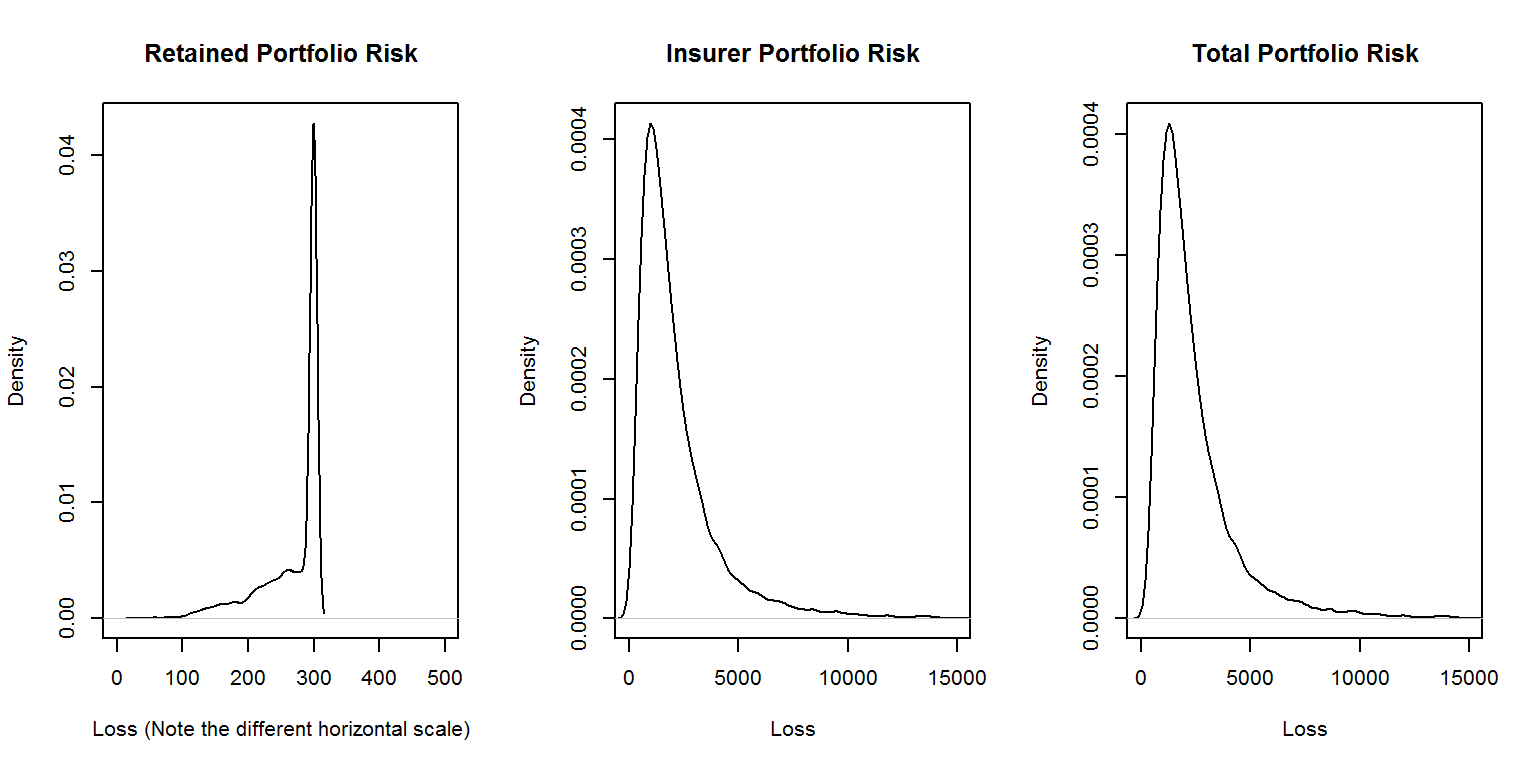 Retained Portfolio Risk
Density
0.00
0.01
0.02
0.03
0.04
0 100 200 300 400 500
Loss (Note the different horizontal scale)
Insurer Portfolio Risk
Density
0.0000
0.0001
0.0002
0.0003
0.0004
0 5000 10000 15000
Loss
Total Portfolio Risk
Density
0.0000
0.0001
0.0002
0.0003
0.0004
0 5000 10000 15000
Loss